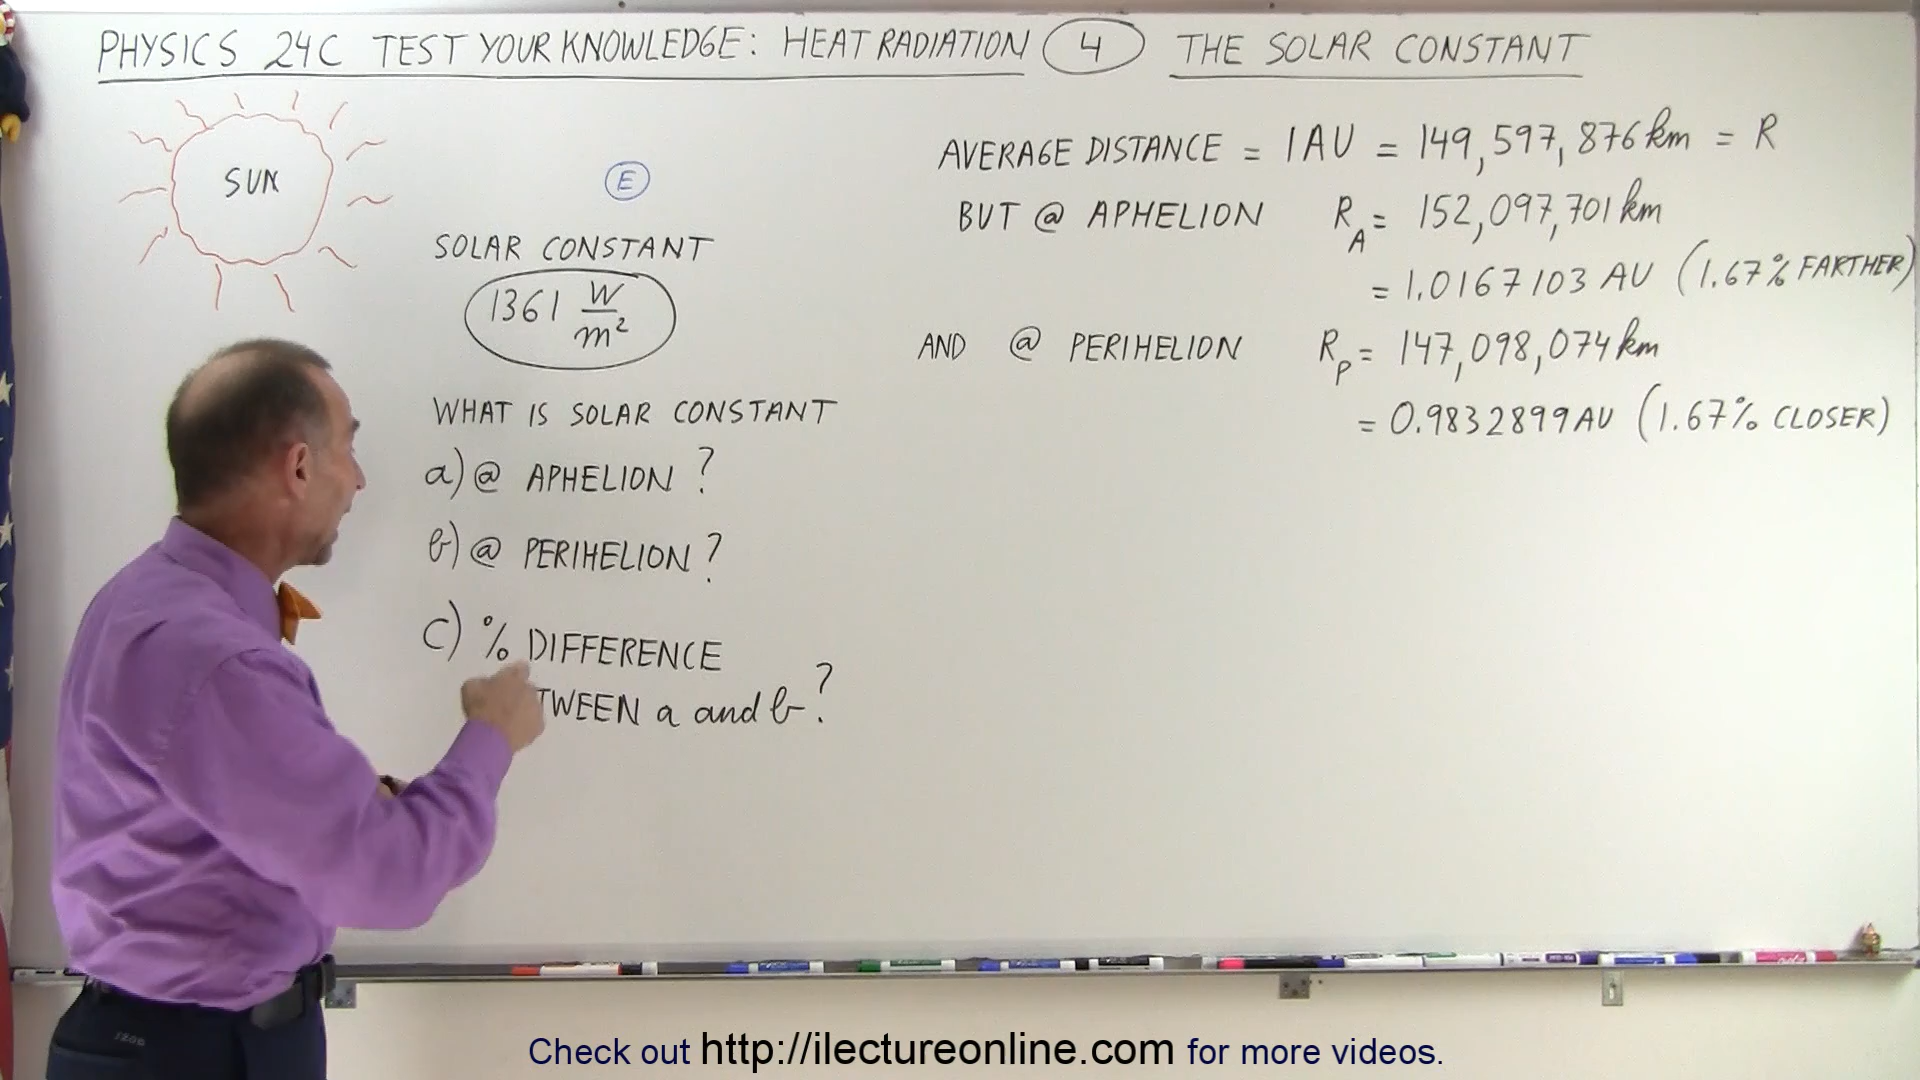 PHYSICS 24C TEST YOUR KNOWLEDGE: HEAT RADIATION 4 THE SOLAR CONSTANT
SUN
E
SOLAR CONSTANT
1361 W/m²
WHAT IS SOLAR CONSTANT
a) @ APHELION ?
b) @ PERIHELION ?
c) % DIFFERENCE
TWEEN a and b ?
AVERAGE DISTANCE = 1AU = 149,597,876 km = R
BUT @ APHELION R_A = 152,097,701 km
= 1.0167103 AU (1.67% FARTHER)
AND @ PERIHELION R_P = 147,098,074 km
= 0.9832899 AU (1.67% CLOSER)
IZOD
Check out http://ilectureonline.com for more videos.